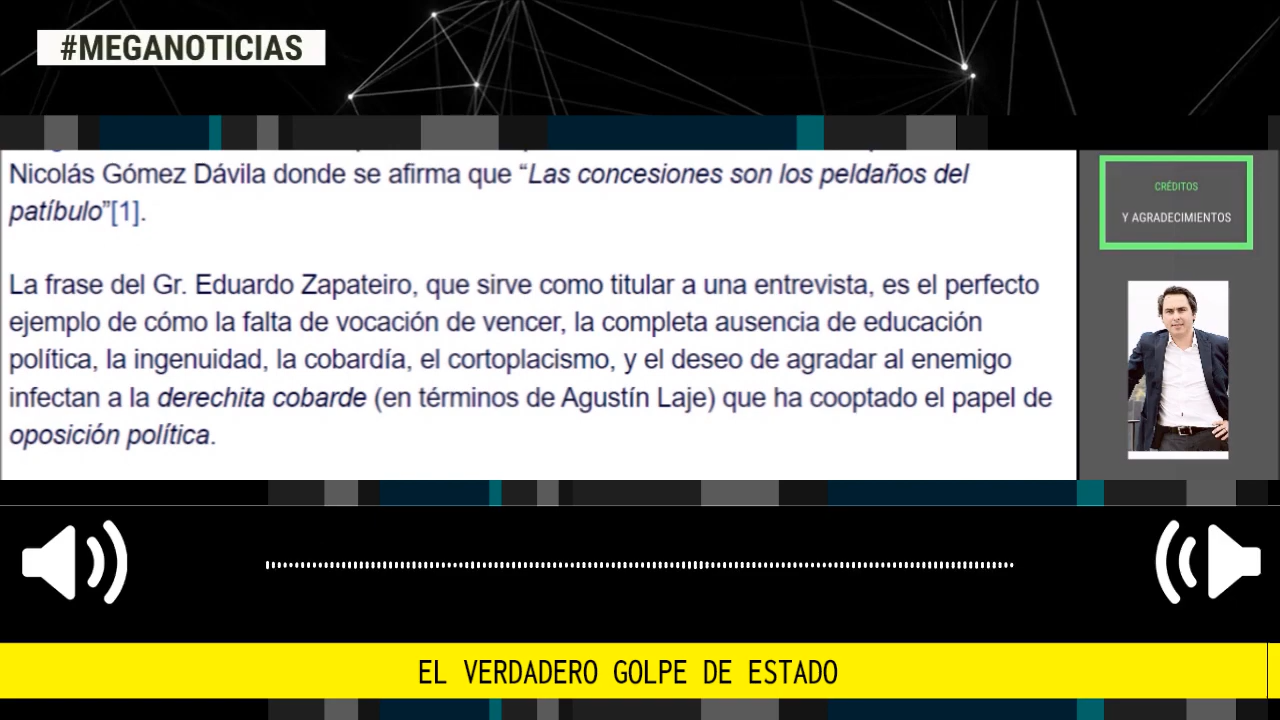 #MEGANOTICIAS
Nicolás Gómez Dávila donde se afirma que “Las concesiones son los peldaños del
patíbulo”[1].
La frase del Gr. Eduardo Zapateiro, que sirve como titular a una entrevista, es el perfecto
ejemplo de cómo la falta de vocación de vencer, la completa ausencia de educación
política, la ingenuidad, la cobardía, el cortoplacismo, y el deseo de agradar al enemigo
infectan a la derechita cobarde (en términos de Agustín Laje) que ha cooptado el papel de
oposición política.
CRÉDITOS
Y AGRADECIMIENTOS
EL VERDADERO GOLPE DE ESTADO